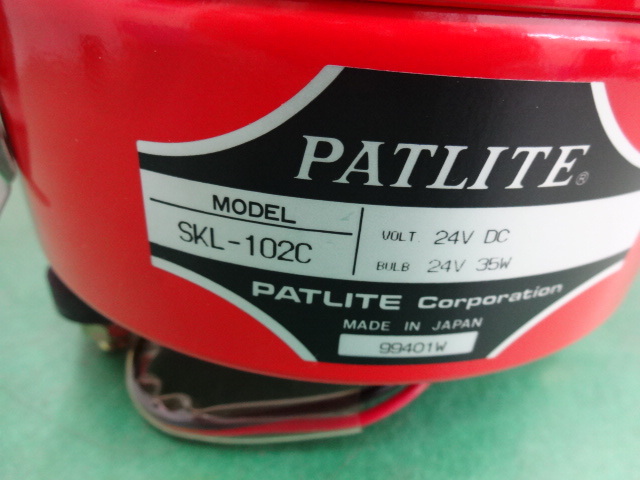 PATLITE®
MODEL
SKL-102C
VOLT 24V DC
BULB 24V 35W
PATLITE Corporation
MADE IN JAPAN
99401W